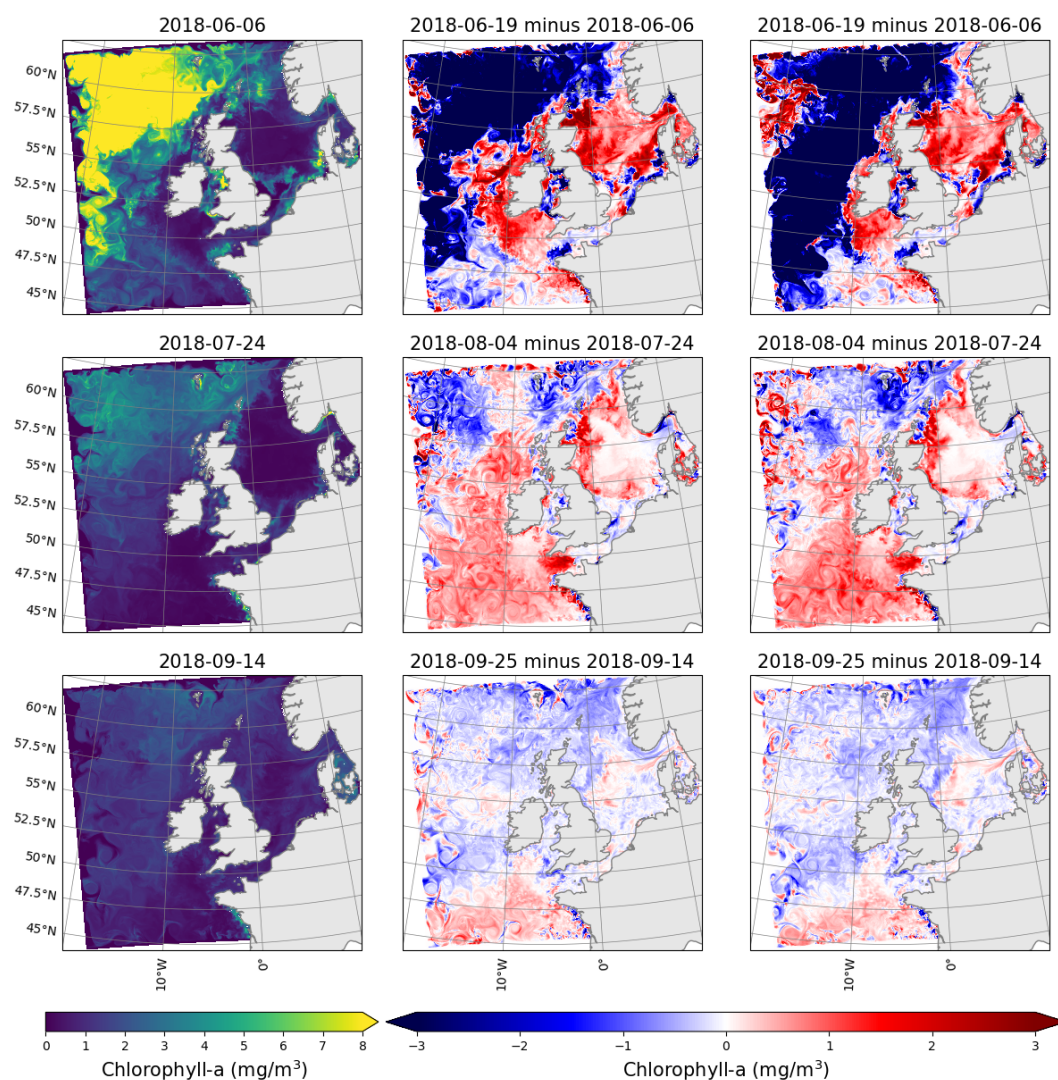 2018-06-06
2018-06-19 minus 2018-06-06
2018-06-19 minus 2018-06-06
60°N
57.5°N
55°N
52.5°N
50°N
47.5°N
45°N
2018-07-24
2018-08-04 minus 2018-07-24
2018-08-04 minus 2018-07-24
60°N
57.5°N
55°N
52.5°N
50°N
47.5°N
45°N
2018-09-14
2018-09-25 minus 2018-09-14
2018-09-25 minus 2018-09-14
60°N
57.5°N
55°N
52.5°N
50°N
47.5°N
45°N
10°W 0° 10°W 0° 10°W 0°
0 1 2 3 4 5 6 7 8 −3 −2 −1 0 1 2 3
Chlorophyll-a (mg/m³) Chlorophyll-a (mg/m³)